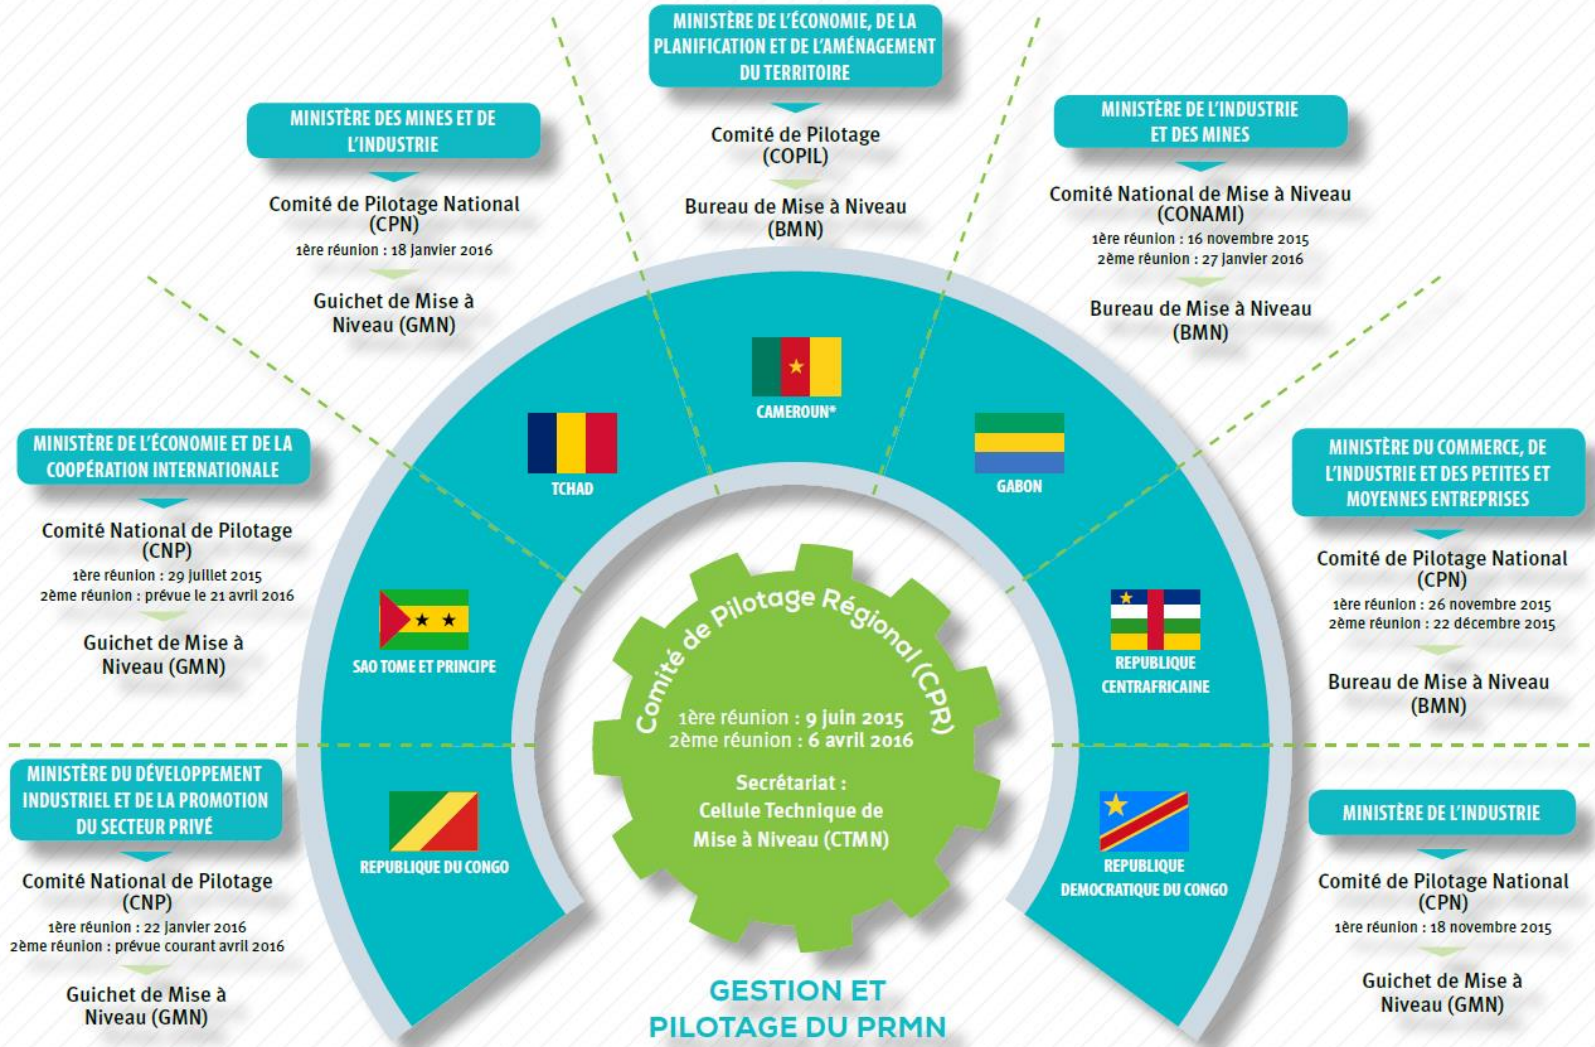 MINISTÈRE DE L'ÉCONOMIE, DE LA
PLANIFICATION ET DE L'AMÉNAGEMENT
DU TERRITOIRE
Comité de Pilotage
(COPIL)
Bureau de Mise à Niveau
(BMN)
MINISTÈRE DES MINES ET DE
L'INDUSTRIE
Comité de Pilotage National
(CPN)
1ère réunion : 18 janvier 2016
Guichet de Mise à
Niveau (GMN)
MINISTÈRE DE L'INDUSTRIE
ET DES MINES
Comité National de Mise à Niveau
(CONAMI)
1ère réunion : 16 novembre 2015
2ème réunion : 27 janvier 2016
Bureau de Mise à Niveau
(BMN)
CAMEROUN*
TCHAD
GABON
MINISTÈRE DE L'ÉCONOMIE ET DE LA
COOPÉRATION INTERNATIONALE
Comité National de Pilotage
(CNP)
1ère réunion : 29 juillet 2015
2ème réunion : prévue le 21 avril 2016
Guichet de Mise à
Niveau (GMN)
SAO TOME ET PRINCIPE
MINISTÈRE DU COMMERCE, DE
L'INDUSTRIE ET DES PETITES ET
MOYENNES ENTREPRISES
Comité de Pilotage National
(CPN)
1ère réunion : 26 novembre 2015
2ème réunion : 22 décembre 2015
Bureau de Mise à Niveau
(BMN)
REPUBLIQUE
CENTRAFRICAINE
Comité de Pilotage Régional (CPR)
1ère réunion : 9 juin 2015
2ème réunion : 6 avril 2016
Secrétariat :
Cellule Technique de
Mise à Niveau (CTMN)
MINISTÈRE DU DÉVELOPPEMENT
INDUSTRIEL ET DE LA PROMOTION
DU SECTEUR PRIVÉ
Comité National de Pilotage
(CNP)
1ère réunion : 22 janvier 2016
2ème réunion : prévue courant avril 2016
Guichet de Mise à
Niveau (GMN)
REPUBLIQUE DU CONGO
REPUBLIQUE
DEMOCRATIQUE DU CONGO
MINISTÈRE DE L'INDUSTRIE
Comité de Pilotage National
(CPN)
1ère réunion : 18 novembre 2015
Guichet de Mise à
Niveau (GMN)
GESTION ET
PILOTAGE DU PRMN